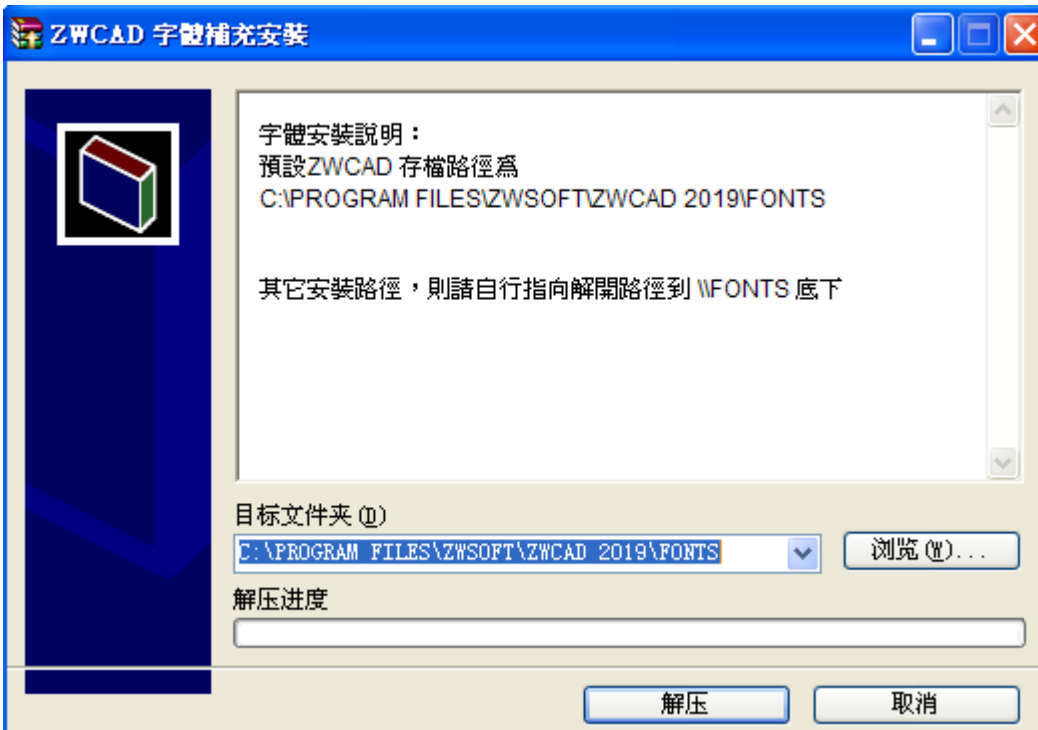 ZWCAD 字體補充安裝
字體安裝說明：
預設ZWCAD 存檔路徑爲
C:\PROGRAM FILES\ZWSOFT\ZWCAD 2019\FONTS
其它安裝路徑，則請自行指向解開路徑到 \\FONTS 底下
目标文件夹(D)
C:\PROGRAM FILES\ZWSOFT\ZWCAD 2019\FONTS
浏览(W)...
解压进度
解压
取消